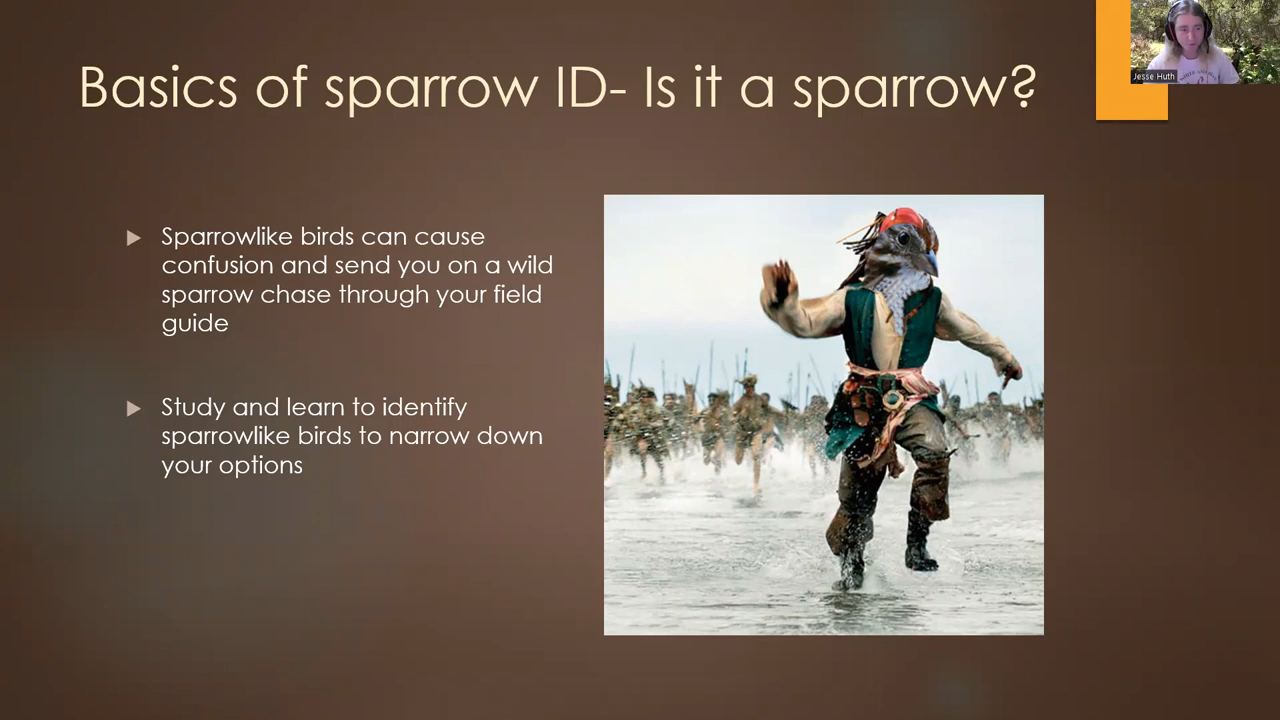 Basics of sparrow ID- Is it a sparrow?
Jesse Huth
Sparrowlike birds can cause
confusion and send you on a wild
sparrow chase through your field
guide
Study and learn to identify
sparrowlike birds to narrow down
your options